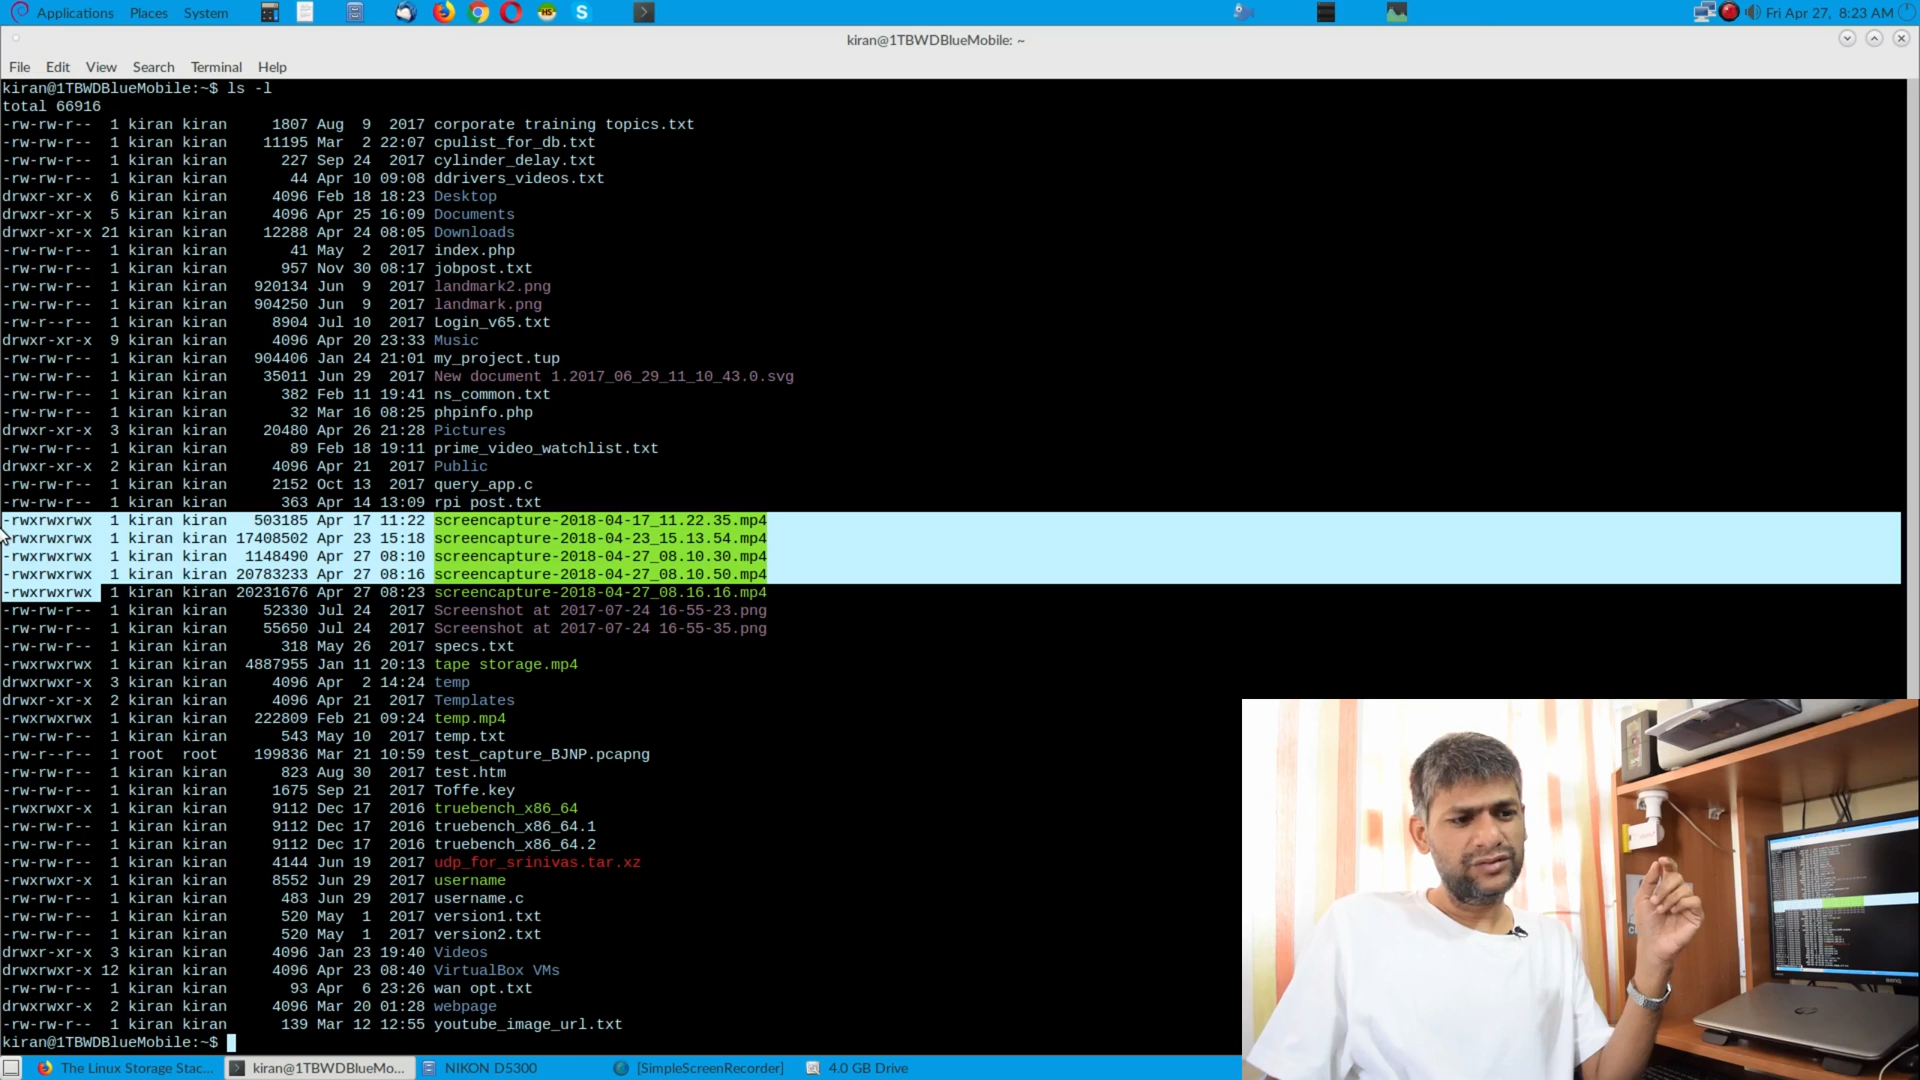 Applications Places System Fri Apr 27, 8:23 AM
kiran@1TBWDBlueMobile: ~
File Edit View Search Terminal Help
kiran@1TBWDBlueMobile:~$ ls -l
total 66916
-rw-rw-r-- 1 kiran kiran 1807 Aug 9 2017 corporate training topics.txt
-rw-rw-r-- 1 kiran kiran 11195 Mar 2 22:07 cpulist_for_db.txt
-rw-rw-r-- 1 kiran kiran 227 Sep 24 2017 cylinder_delay.txt
-rw-rw-r-- 1 kiran kiran 44 Apr 10 09:08 ddrivers_videos.txt
drwxr-xr-x 6 kiran kiran 4096 Feb 18 18:23 Desktop
drwxr-xr-x 5 kiran kiran 4096 Apr 25 16:09 Documents
drwxr-xr-x 21 kiran kiran 12288 Apr 24 08:05 Downloads
-rw-rw-r-- 1 kiran kiran 41 May 2 2017 index.php
-rw-rw-r-- 1 kiran kiran 957 Nov 30 08:17 jobpost.txt
-rw-rw-r-- 1 kiran kiran 920134 Jun 9 2017 landmark2.png
-rw-rw-r-- 1 kiran kiran 904250 Jun 9 2017 landmark.png
-rw-r--r-- 1 kiran kiran 8904 Jul 10 2017 Login_v65.txt
drwxr-xr-x 9 kiran kiran 4096 Apr 20 23:33 Music
-rw-rw-r-- 1 kiran kiran 904406 Jan 24 21:01 my_project.tup
-rw-rw-r-- 1 kiran kiran 35011 Jun 29 2017 New document 1.2017_06_29_11_10_43.0.svg
-rw-rw-r-- 1 kiran kiran 382 Feb 11 19:41 ns_common.txt
-rw-rw-r-- 1 kiran kiran 32 Mar 16 08:25 phpinfo.php
drwxr-xr-x 3 kiran kiran 20480 Apr 26 21:28 Pictures
-rw-rw-r-- 1 kiran kiran 89 Feb 18 19:11 prime_video_watchlist.txt
drwxr-xr-x 2 kiran kiran 4096 Apr 21 2017 Public
-rw-rw-r-- 1 kiran kiran 2152 Oct 13 2017 query_app.c
-rw-rw-r-- 1 kiran kiran 363 Apr 14 13:09 rpi post.txt
-rwxrwxrwx 1 kiran kiran 503185 Apr 17 11:22 screencapture-2018-04-17_11.22.35.mp4
-rwxrwxrwx 1 kiran kiran 17408502 Apr 23 15:18 screencapture-2018-04-23_15.13.54.mp4
-rwxrwxrwx 1 kiran kiran 1148490 Apr 27 08:10 screencapture-2018-04-27_08.10.30.mp4
-rwxrwxrwx 1 kiran kiran 20783233 Apr 27 08:16 screencapture-2018-04-27_08.10.50.mp4
-rwxrwxrwx 1 kiran kiran 20231676 Apr 27 08:23 screencapture-2018-04-27_08.16.16.mp4
-rw-rw-r-- 1 kiran kiran 52330 Jul 24 2017 Screenshot at 2017-07-24 16-55-23.png
-rw-rw-r-- 1 kiran kiran 55650 Jul 24 2017 Screenshot at 2017-07-24 16-55-35.png
-rw-rw-r-- 1 kiran kiran 318 May 26 2017 specs.txt
-rwxrwxrwx 1 kiran kiran 4887955 Jan 11 20:13 tape storage.mp4
drwxrwxr-x 3 kiran kiran 4096 Apr 2 14:24 temp
drwxr-xr-x 2 kiran kiran 4096 Apr 21 2017 Templates
-rwxrwxrwx 1 kiran kiran 222809 Feb 21 09:24 temp.mp4
-rw-rw-r-- 1 kiran kiran 543 May 10 2017 temp.txt
-rw-r--r-- 1 root root 199836 Mar 21 10:59 test_capture_BJNP.pcapng
-rw-rw-r-- 1 kiran kiran 823 Aug 30 2017 test.htm
-rw-rw-r-- 1 kiran kiran 1675 Sep 21 2017 Toffe.key
-rwxrwxr-x 1 kiran kiran 9112 Dec 17 2016 truebench_x86_64
-rw-rw-r-- 1 kiran kiran 9112 Dec 17 2016 truebench_x86_64.1
-rw-rw-r-- 1 kiran kiran 9112 Dec 17 2016 truebench_x86_64.2
-rw-rw-r-- 1 kiran kiran 4144 Jun 19 2017 udp_for_srinivas.tar.xz
-rwxrwxr-x 1 kiran kiran 8552 Jun 29 2017 username
-rw-rw-r-- 1 kiran kiran 483 Jun 29 2017 username.c
-rw-rw-r-- 1 kiran kiran 520 May 1 2017 version1.txt
-rw-rw-r-- 1 kiran kiran 520 May 1 2017 version2.txt
drwxr-xr-x 3 kiran kiran 4096 Jan 23 19:40 Videos
drwxrwxr-x 12 kiran kiran 4096 Apr 23 08:40 VirtualBox VMs
-rw-rw-r-- 1 kiran kiran 93 Apr 6 23:26 wan opt.txt
drwxrwxr-x 2 kiran kiran 4096 Mar 20 01:28 webpage
-rw-rw-r-- 1 kiran kiran 139 Mar 12 12:55 youtube_image_url.txt
kiran@1TBWDBlueMobile:~$
The Linux Storage Stac... kiran@1TBWDBlueMo... NIKON D5300 [SimpleScreenRecorder] 4.0 GB Drive